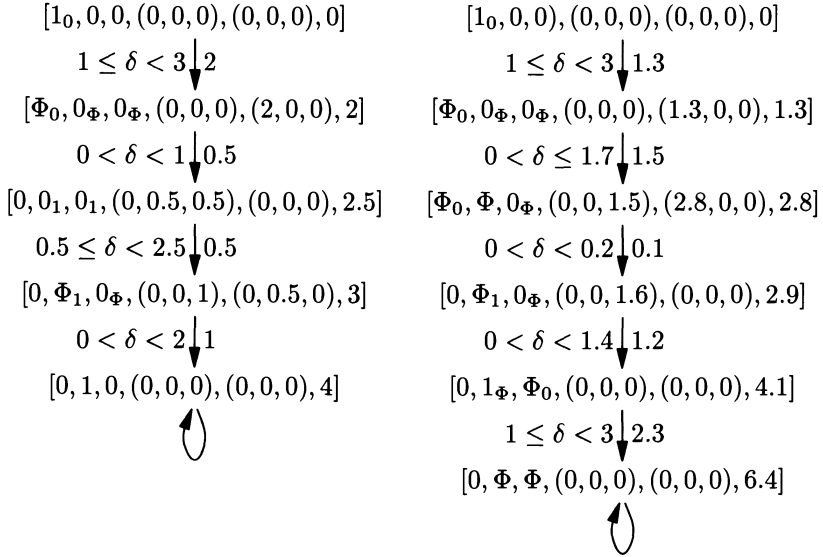 [1₀, 0, 0, (0, 0, 0), (0, 0, 0), 0]
1 ≤ δ < 3 2
[Φ₀, 0_Φ, 0_Φ, (0, 0, 0), (2, 0, 0), 2]
0 < δ < 1 0.5
[0, 0₁, 0₁, (0, 0.5, 0.5), (0, 0, 0), 2.5]
0.5 ≤ δ < 2.5 0.5
[0, Φ₁, 0_Φ, (0, 0, 1), (0, 0.5, 0), 3]
0 < δ < 2 1
[0, 1, 0, (0, 0, 0), (0, 0, 0), 4]
[1₀, 0, 0), (0, 0, 0), (0, 0, 0), 0]
1 ≤ δ < 3 1.3
[Φ₀, 0_Φ, 0_Φ, (0, 0, 0), (1.3, 0, 0), 1.3]
0 < δ ≤ 1.7 1.5
[Φ₀, Φ, 0_Φ, (0, 0, 1.5), (2.8, 0, 0), 2.8]
0 < δ < 0.2 0.1
[0, Φ₁, 0_Φ, (0, 0, 1.6), (0, 0, 0), 2.9]
0 < δ < 1.4 1.2
[0, 1_Φ, Φ₀, (0, 0, 0), (0, 0, 0), 4.1]
1 ≤ δ < 3 2.3
[0, Φ, Φ, (0, 0, 0), (0, 0, 0), 6.4]